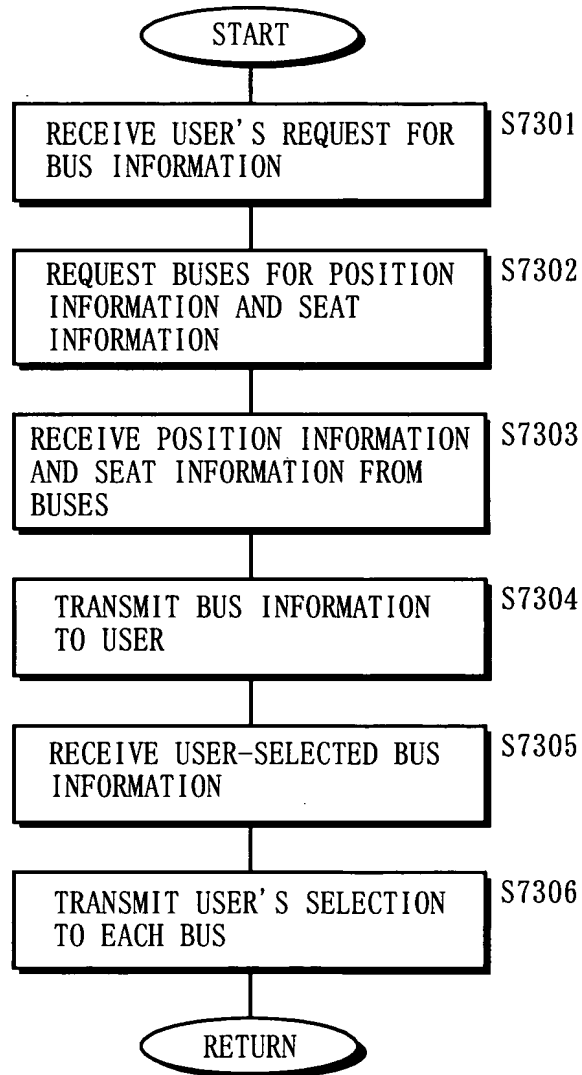 START
RECEIVE USER'S REQUEST FOR
BUS INFORMATION
S7301
REQUEST BUSES FOR POSITION
INFORMATION AND SEAT
INFORMATION
S7302
RECEIVE POSITION INFORMATION
AND SEAT INFORMATION FROM
BUSES
S7303
TRANSMIT BUS INFORMATION
TO USER
S7304
RECEIVE USER-SELECTED BUS
INFORMATION
S7305
TRANSMIT USER'S SELECTION
TO EACH BUS
S7306
RETURN